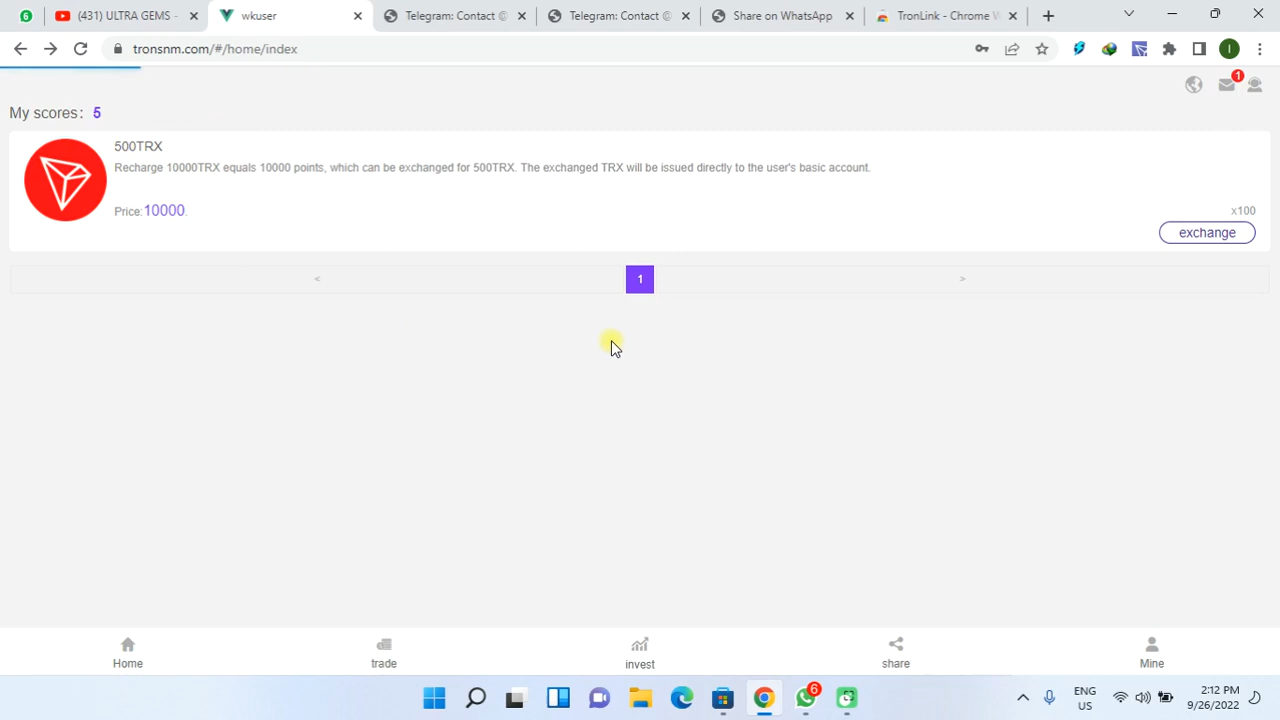 6
(431) ULTRA GEMS -
wkuser
Telegram: Contact @
Telegram: Contact @
Share on WhatsApp
TronLink - Chrome W
tronsnm.com/#/home/index
I
1
My scores: 5
500TRX
Recharge 10000TRX equals 10000 points, which can be exchanged for 500TRX. The exchanged TRX will be issued directly to the user's basic account.
Price:10000.
x100
exchange
< 1 >
Home
trade
invest
share
Mine
6
ENG
US
2:12 PM
9/26/2022